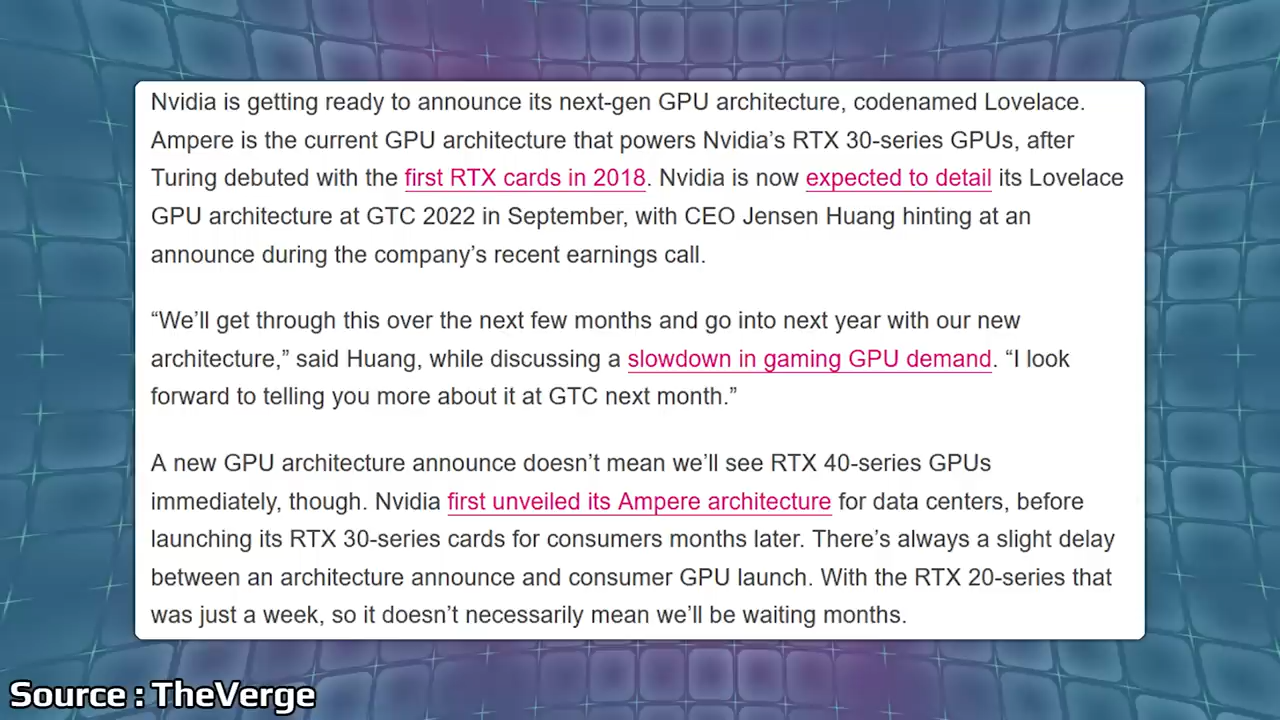 Nvidia is getting ready to announce its next-gen GPU architecture, codenamed Lovelace.
Ampere is the current GPU architecture that powers Nvidia’s RTX 30-series GPUs, after
Turing debuted with the first RTX cards in 2018. Nvidia is now expected to detail its Lovelace
GPU architecture at GTC 2022 in September, with CEO Jensen Huang hinting at an
announce during the company’s recent earnings call.
“We’ll get through this over the next few months and go into next year with our new
architecture,” said Huang, while discussing a slowdown in gaming GPU demand. “I look
forward to telling you more about it at GTC next month.”
A new GPU architecture announce doesn’t mean we’ll see RTX 40-series GPUs
immediately, though. Nvidia first unveiled its Ampere architecture for data centers, before
launching its RTX 30-series cards for consumers months later. There’s always a slight delay
between an architecture announce and consumer GPU launch. With the RTX 20-series that
was just a week, so it doesn’t necessarily mean we’ll be waiting months.
Source : TheVerge